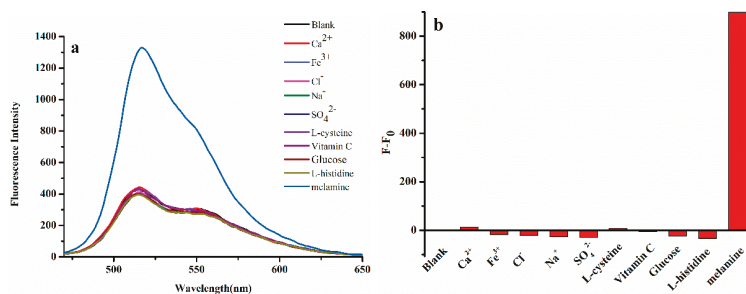 a
Fluorescence Intensity
1400
1200
1000
800
600
400
200
0
500
550
600
650
Wavelength(nm)
Blank
Ca²⁺
Fe³⁺
Cl⁻
Na⁺
SO₄²⁻
L-cysteine
Vitamin C
Glucose
L-histidine
melamine
b
F-F₀
800
600
400
200
0
-200
Blank
Ca²⁺
Fe³⁺
Cl⁻
Na⁺
SO₄²⁻
L-cysteine
Vitamin C
Glucose
L-histidine
melamine